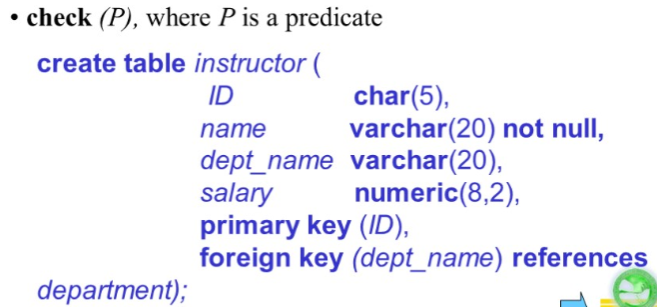 • check (P), where P is a predicate
create table instructor (
ID char(5),
name varchar(20) not null,
dept_name varchar(20),
salary numeric(8,2),
primary key (ID),
foreign key (dept_name) references
department);